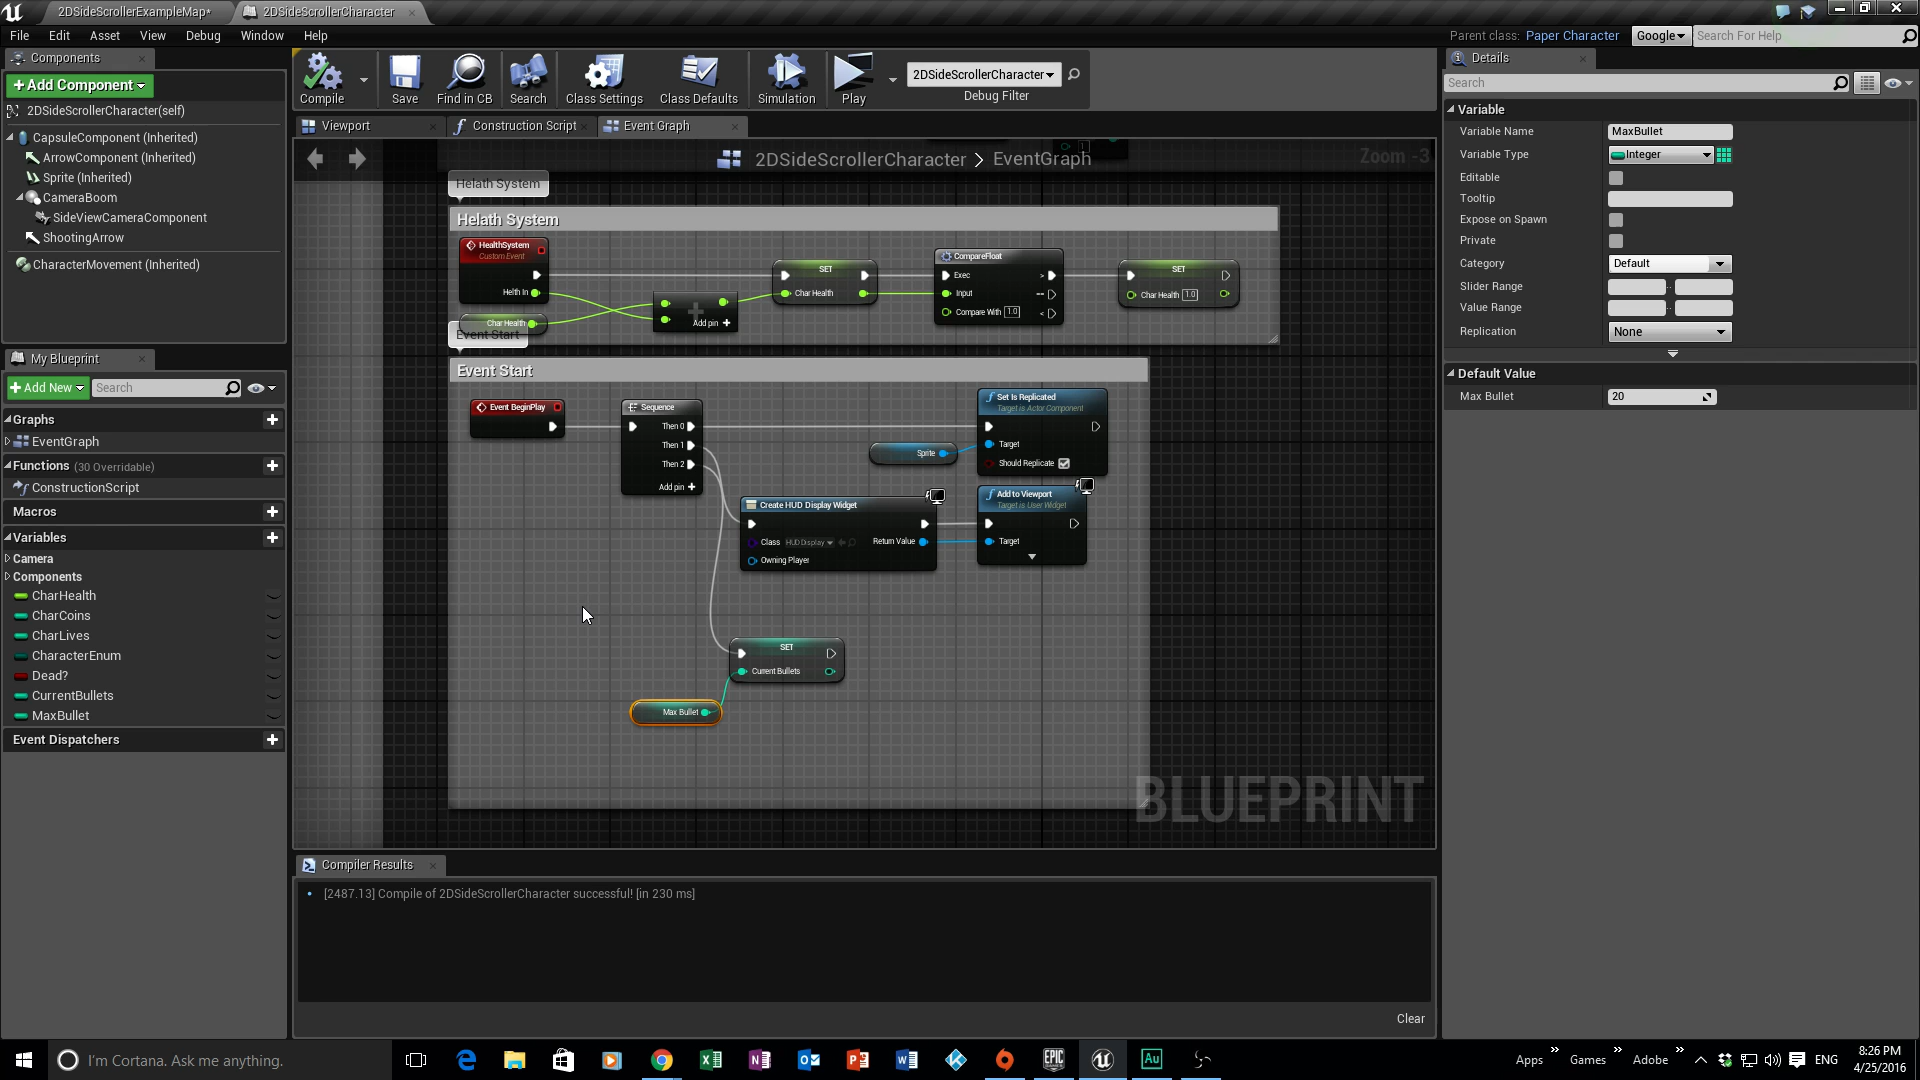 2DSideScrollerExampleMap*
2DSideScrollerCharacter
File Edit Asset View Debug Window Help
Parent class: Paper Character Google Search For Help
Components
+Add Component
2DSideScrollerCharacter(self)
CapsuleComponent (Inherited)
ArrowComponent (Inherited)
Sprite (Inherited)
CameraBoom
SideViewCameraComponent
ShootingArrow
CharacterMovement (Inherited)
My Blueprint
+Add New Search
Graphs
EventGraph
Functions (30 Overridable)
ConstructionScript
Macros
Variables
Camera
Components
CharHealth
CharCoins
CharLives
CharacterEnum
Dead?
CurrentBullets
MaxBullet
Event Dispatchers
Compile Save Find in CB Search Class Settings Class Defaults Simulation Play
2DSideScrollerCharacter
Debug Filter
Viewport Construction Script Event Graph
2DSideScrollerCharacter > EventGraph
Zoom -3
Helath System
Helath System
HealthSystem
Custom Event
Helth In
Char Health
Add pin +
SET
Char Health
CompareFloat
Exec >
Input ==
Compare With 1.0 <
SET
Char Health 1.0
Event Start
Event Start
Event BeginPlay
Sequence
Then 0
Then 1
Then 2
Add pin +
Sprite
Set Is Replicated
Target is Actor Component
Target
Should Replicate
Create HUD Display Widget
Class HUD Display Return Value
Owning Player
Add to Viewport
Target is User Widget
Target
SET
Current Bullets
Max Bullet
BLUEPRINT
Compiler Results
[2487.13] Compile of 2DSideScrollerCharacter successful! [in 230 ms]
Clear
Details
Search
Variable
Variable Name MaxBullet
Variable Type Integer
Editable
Tooltip
Expose on Spawn
Private
Category Default
Slider Range
Value Range
Replication None
Default Value
Max Bullet 20
I'm Cortana. Ask me anything.
Apps Games Adobe ENG
8:26 PM
4/25/2016